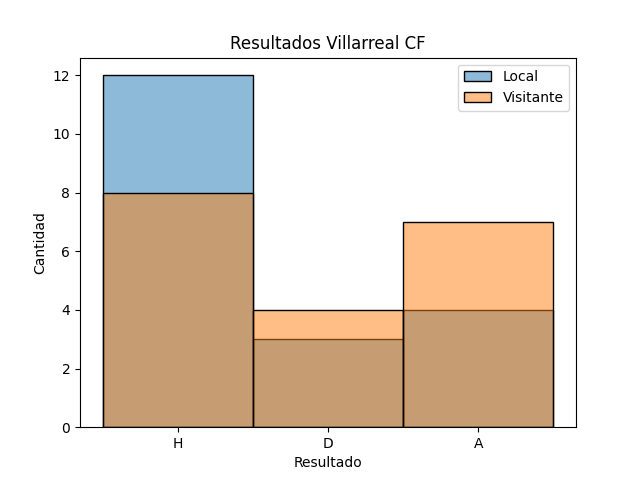 Resultados Villarreal CF
Local
Visitante
Cantidad
12
10
8
6
4
2
0
H D A
Resultado